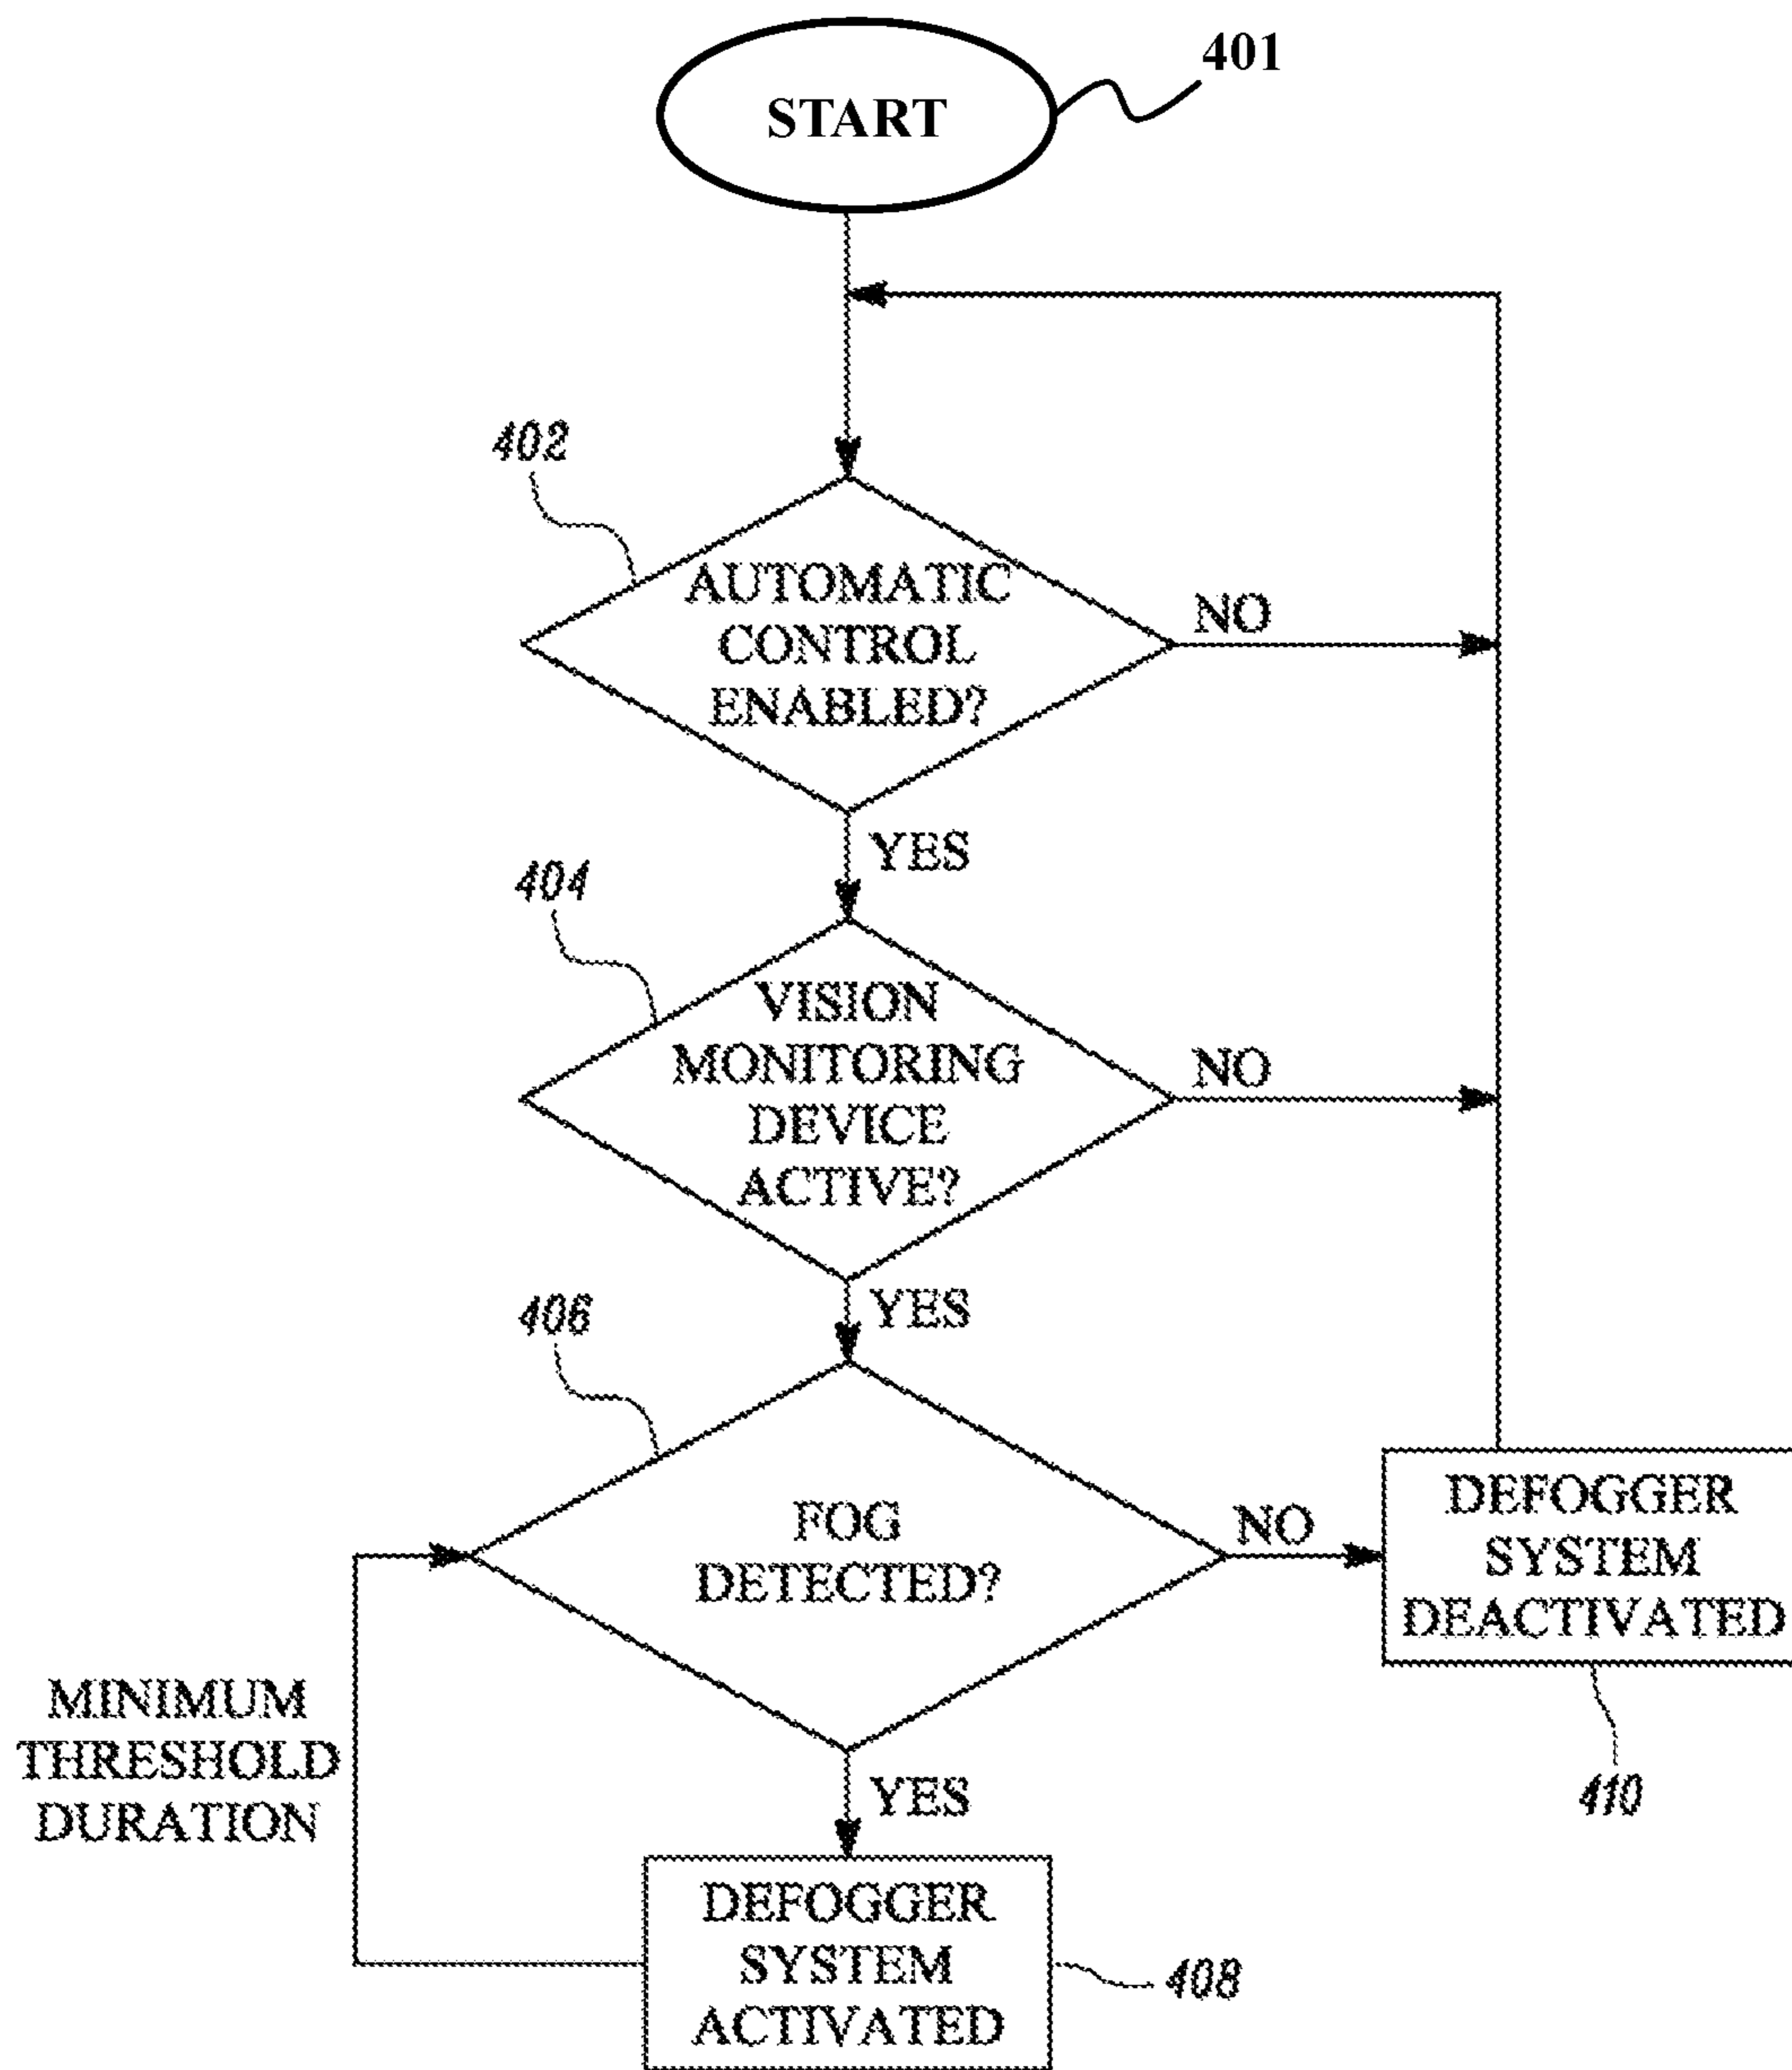 START
401
402
AUTOMATIC
CONTROL
ENABLED?
NO
YES
404
VISION
MONITORING
DEVICE
ACTIVE?
NO
YES
406
FOG
DETECTED?
NO
DEFOGGER
SYSTEM
DEACTIVATED
410
MINIMUM
THRESHOLD
DURATION
YES
DEFOGGER
SYSTEM
ACTIVATED
408